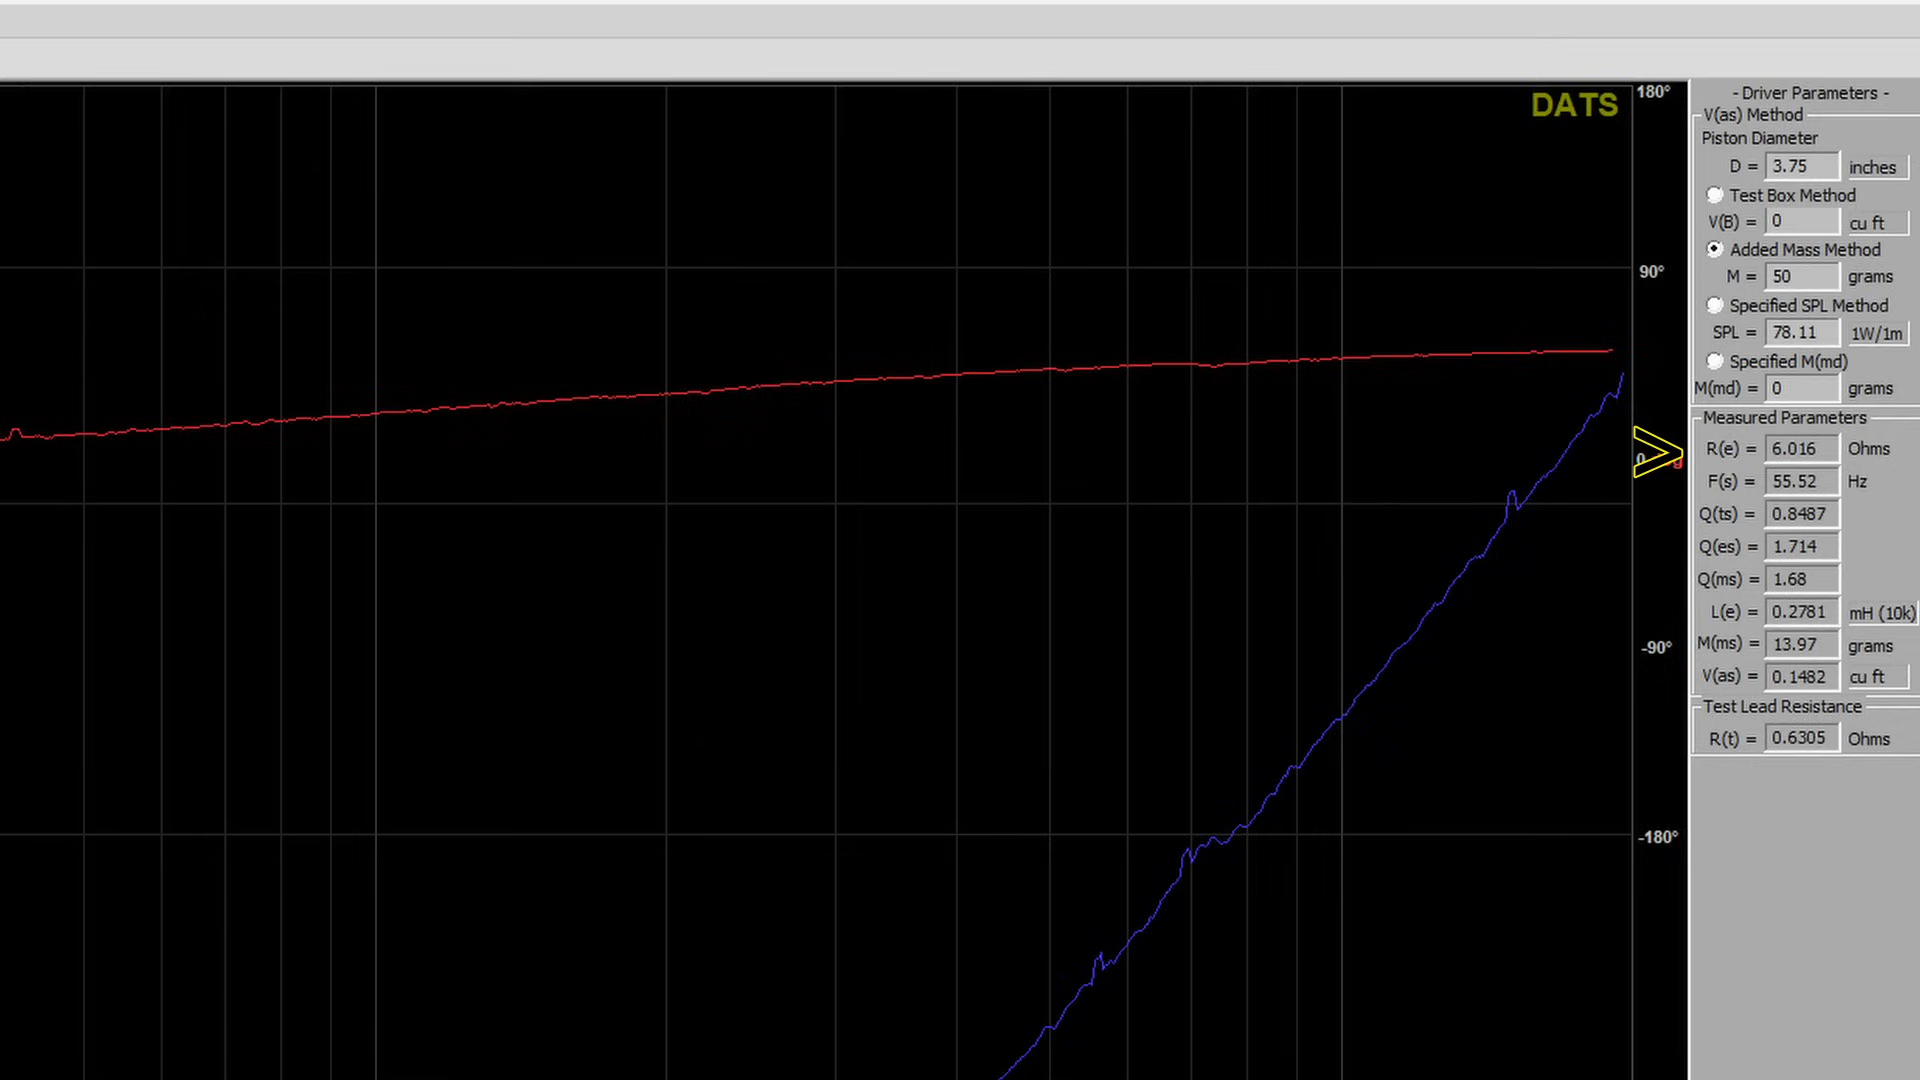 DATS
180°
90°
0
-90°
-180°
- Driver Parameters -
V(as) Method
Piston Diameter
D = 3.75 inches
Test Box Method
V(B) = 0 cu ft
Added Mass Method
M = 50 grams
Specified SPL Method
SPL = 78.11 1W/1m
Specified M(md)
M(md) = 0 grams
Measured Parameters
R(e) = 6.016 Ohms
F(s) = 55.52 Hz
Q(ts) = 0.8487
Q(es) = 1.714
Q(ms) = 1.68
L(e) = 0.2781 mH (10k)
M(ms) = 13.97 grams
V(as) = 0.1482 cu ft
Test Lead Resistance
R(t) = 0.6305 Ohms